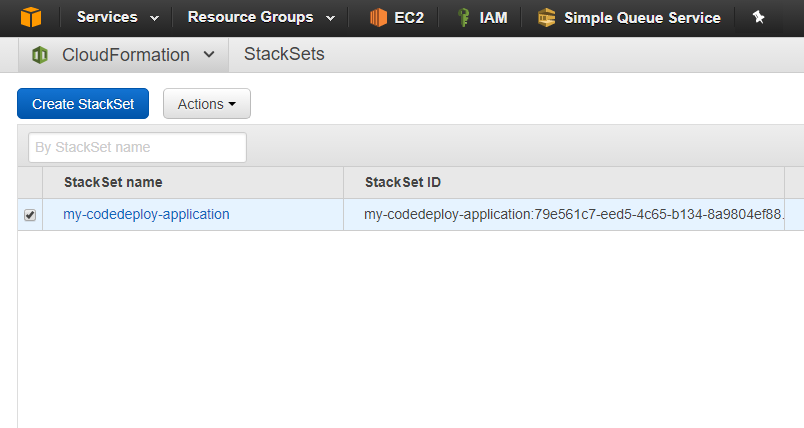 Services Resource Groups EC2 IAM Simple Queue Service
CloudFormation StackSets
Create StackSet Actions
By StackSet name
StackSet name StackSet ID
my-codedeploy-application my-codedeploy-application:79e561c7-eed5-4c65-b134-8a9804ef88.